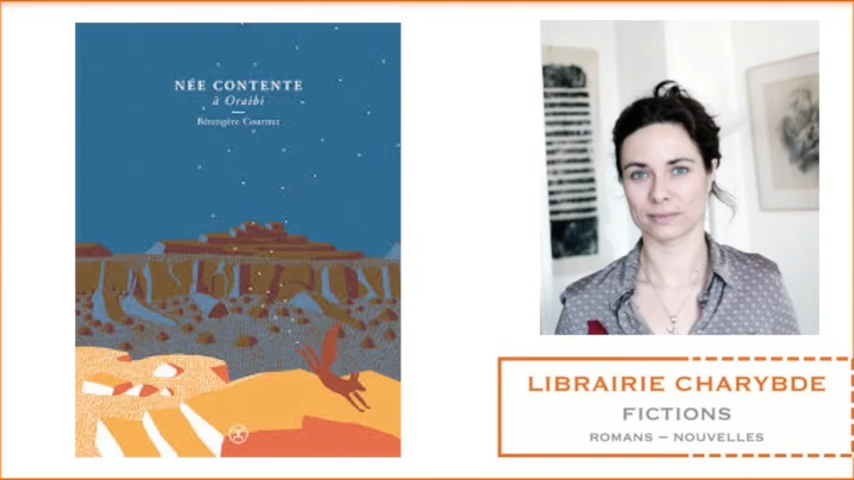 NÉE CONTENTE
à Oraibi
Bérengère Cournut
LIBRAIRIE CHARYBDE
FICTIONS
ROMANS – NOUVELLES